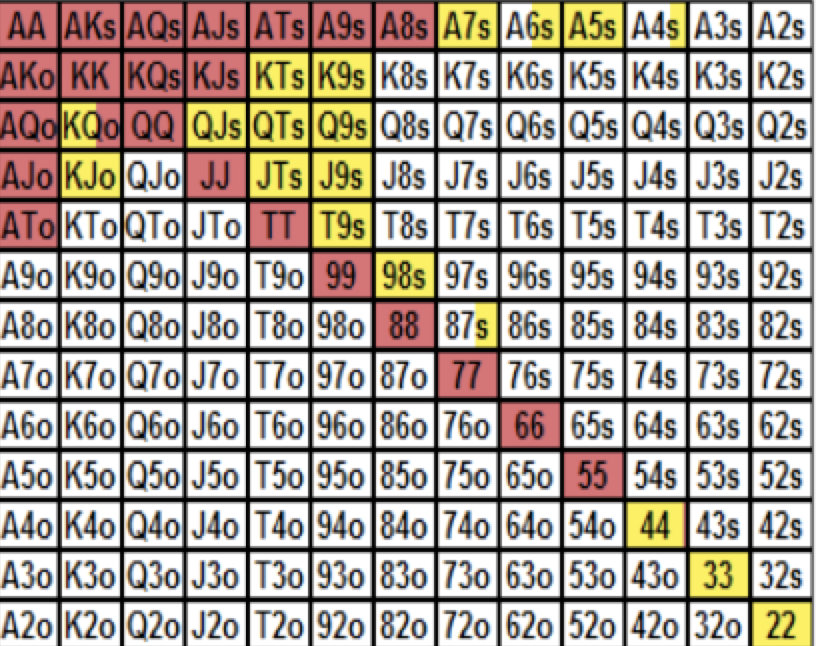 AA AKs AQs AJs ATs A9s A8s A7s A6s A5s A4s A3s A2s
AKo KK KQs KJs KTs K9s K8s K7s K6s K5s K4s K3s K2s
AQo KQo QQ QJs QTs Q9s Q8s Q7s Q6s Q5s Q4s Q3s Q2s
AJo KJo QJo JJ JTs J9s J8s J7s J6s J5s J4s J3s J2s
ATo KTo QTo JTo TT T9s T8s T7s T6s T5s T4s T3s T2s
A9o K9o Q9o J9o T9o 99 98s 97s 96s 95s 94s 93s 92s
A8o K8o Q8o J8o T8o 98o 88 87s 86s 85s 84s 83s 82s
A7o K7o Q7o J7o T7o 97o 87o 77 76s 75s 74s 73s 72s
A6o K6o Q6o J6o T6o 96o 86o 76o 66 65s 64s 63s 62s
A5o K5o Q5o J5o T5o 95o 85o 75o 65o 55 54s 53s 52s
A4o K4o Q4o J4o T4o 94o 84o 74o 64o 54o 44 43s 42s
A3o K3o Q3o J3o T3o 93o 83o 73o 63o 53o 43o 33 32s
A2o K2o Q2o J2o T2o 92o 82o 72o 62o 52o 42o 32o 22